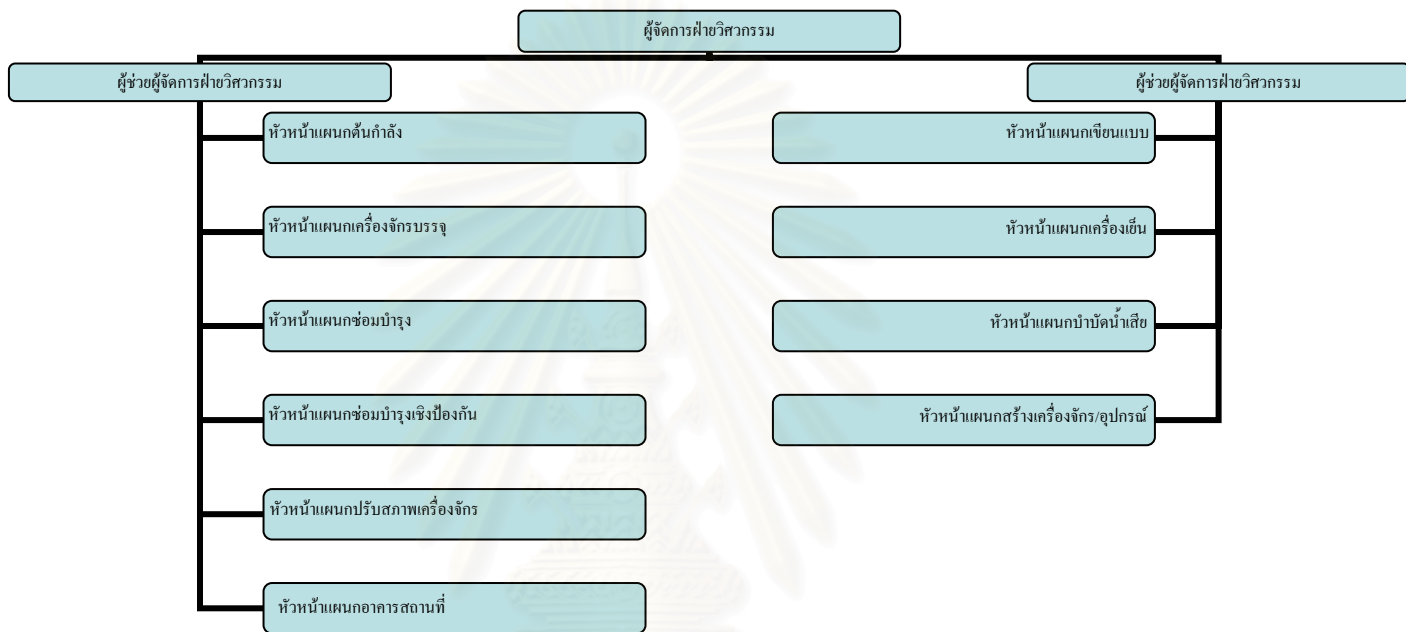 ผู้จัดการฝ่ายวิศวกรรม
ผู้ช่วยผู้จัดการฝ่ายวิศวกรรม
ผู้ช่วยผู้จัดการฝ่ายวิศวกรรม
หัวหน้าแผนกต้นกำลัง
หัวหน้าแผนกเขียนแบบ
หัวหน้าแผนกเครื่องจักรบรรจุ
หัวหน้าแผนกเครื่องเย็น
หัวหน้าแผนกซ่อมบำรุง
หัวหน้าแผนกบำบัดน้ำเสีย
หัวหน้าแผนกซ่อมบำรุงเชิงป้องกัน
หัวหน้าแผนกสร้างเครื่องจักร/อุปกรณ์
หัวหน้าแผนกปรับสภาพเครื่องจักร
หัวหน้าแผนกอาคารสถานที่